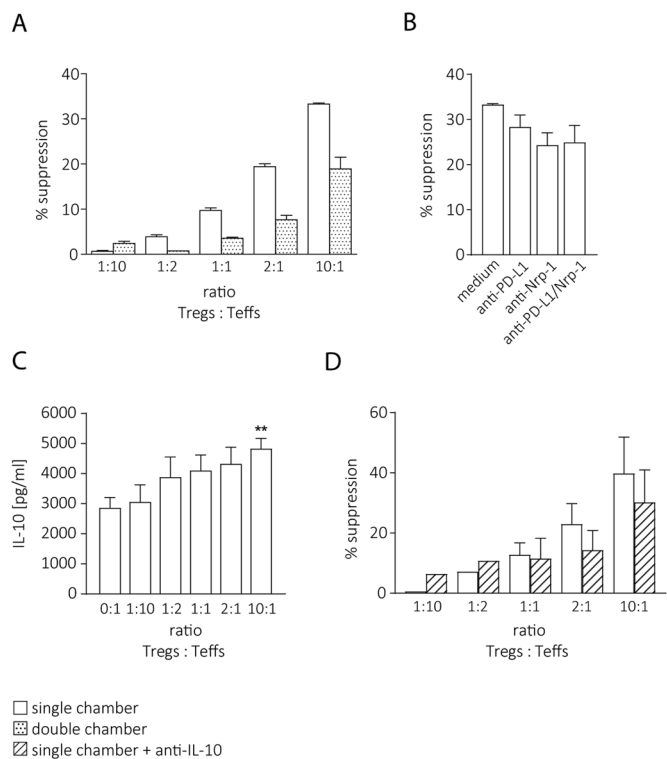 A
% suppression
40
30
20
10
0
1:10 1:2 1:1 2:1 10:1
ratio
Tregs : Teffs
B
% suppression
40
30
20
10
0
medium
anti-PD-L1
anti-Nrp-1
anti-PD-L1/Nrp-1
C
IL-10 [pg/ml]
6000
5000
4000
3000
2000
1000
0
**
0:1 1:10 1:2 1:1 2:1 10:1
ratio
Tregs : Teffs
D
% suppression
60
40
20
0
1:10 1:2 1:1 2:1 10:1
ratio
Tregs : Teffs
single chamber
double chamber
single chamber + anti-IL-10